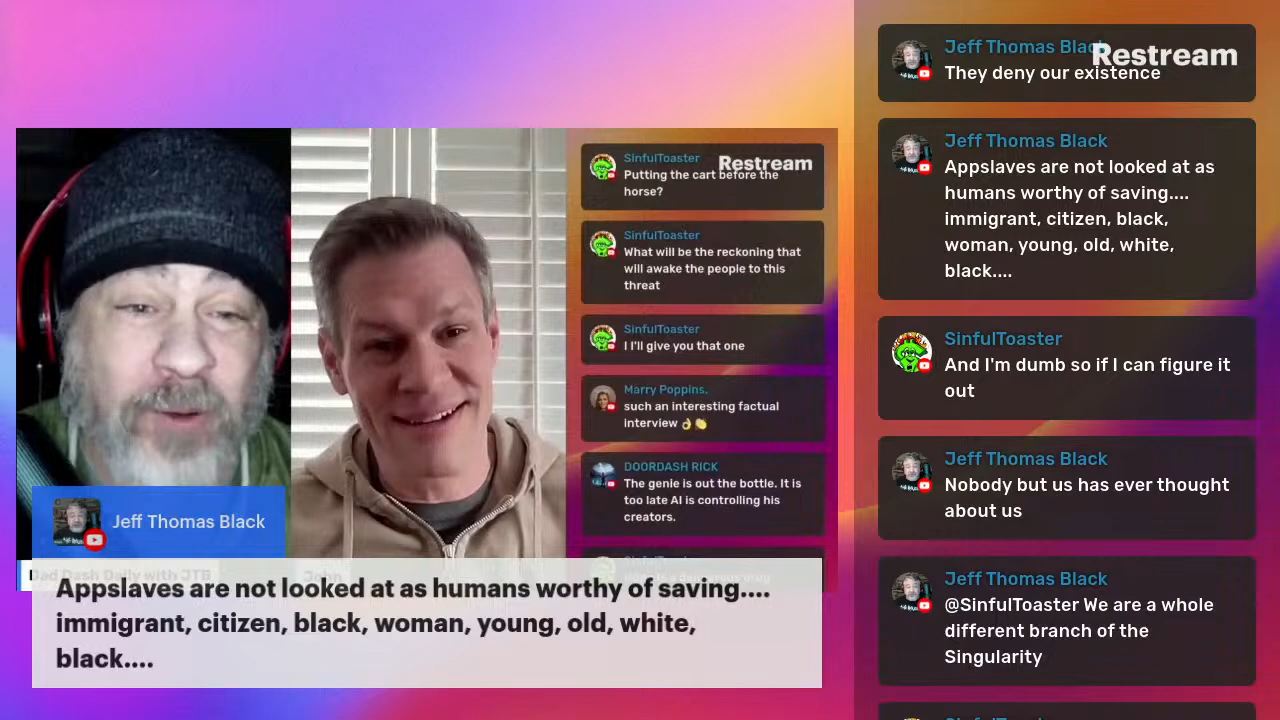 SinfulToaster
Putting the cart before the
horse?
Restream
SinfulToaster
What will be the reckoning that
will awake the people to this
threat
SinfulToaster
I I'll give you that one
Marry Poppins.
such an interesting factual
interview 👌👏
DOORDASH RICK
The genie is out the bottle. It is
too late AI is controlling his
creators.
Jeff Thomas Black
Dad Dash Daily with JTB
John
Appslaves are not looked at as humans worthy of saving....
immigrant, citizen, black, woman, young, old, white,
black....
Jeff Thomas Black
Restream
They deny our existence
Jeff Thomas Black
Appslaves are not looked at as
humans worthy of saving....
immigrant, citizen, black,
woman, young, old, white,
black....
SinfulToaster
And I'm dumb so if I can figure it
out
Jeff Thomas Black
Nobody but us has ever thought
about us
Jeff Thomas Black
@SinfulToaster We are a whole
different branch of the
Singularity